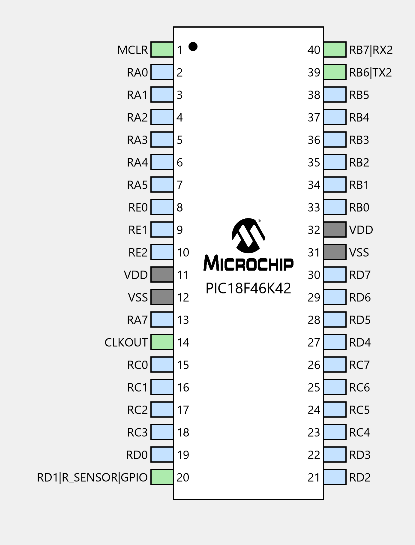 MCLR 1 40 RB7|RX2
RA0 2 39 RB6|TX2
RA1 3 38 RB5
RA2 4 37 RB4
RA3 5 36 RB3
RA4 6 35 RB2
RA5 7 34 RB1
RE0 8 33 RB0
RE1 9 32 VDD
RE2 10 31 VSS
MICROCHIP
PIC18F46K42
VDD 11 30 RD7
VSS 12 29 RD6
RA7 13 28 RD5
CLKOUT 14 27 RD4
RC0 15 26 RC7
RC1 16 25 RC6
RC2 17 24 RC5
RC3 18 23 RC4
RD0 19 22 RD3
RD1|R_SENSOR|GPIO 20 21 RD2